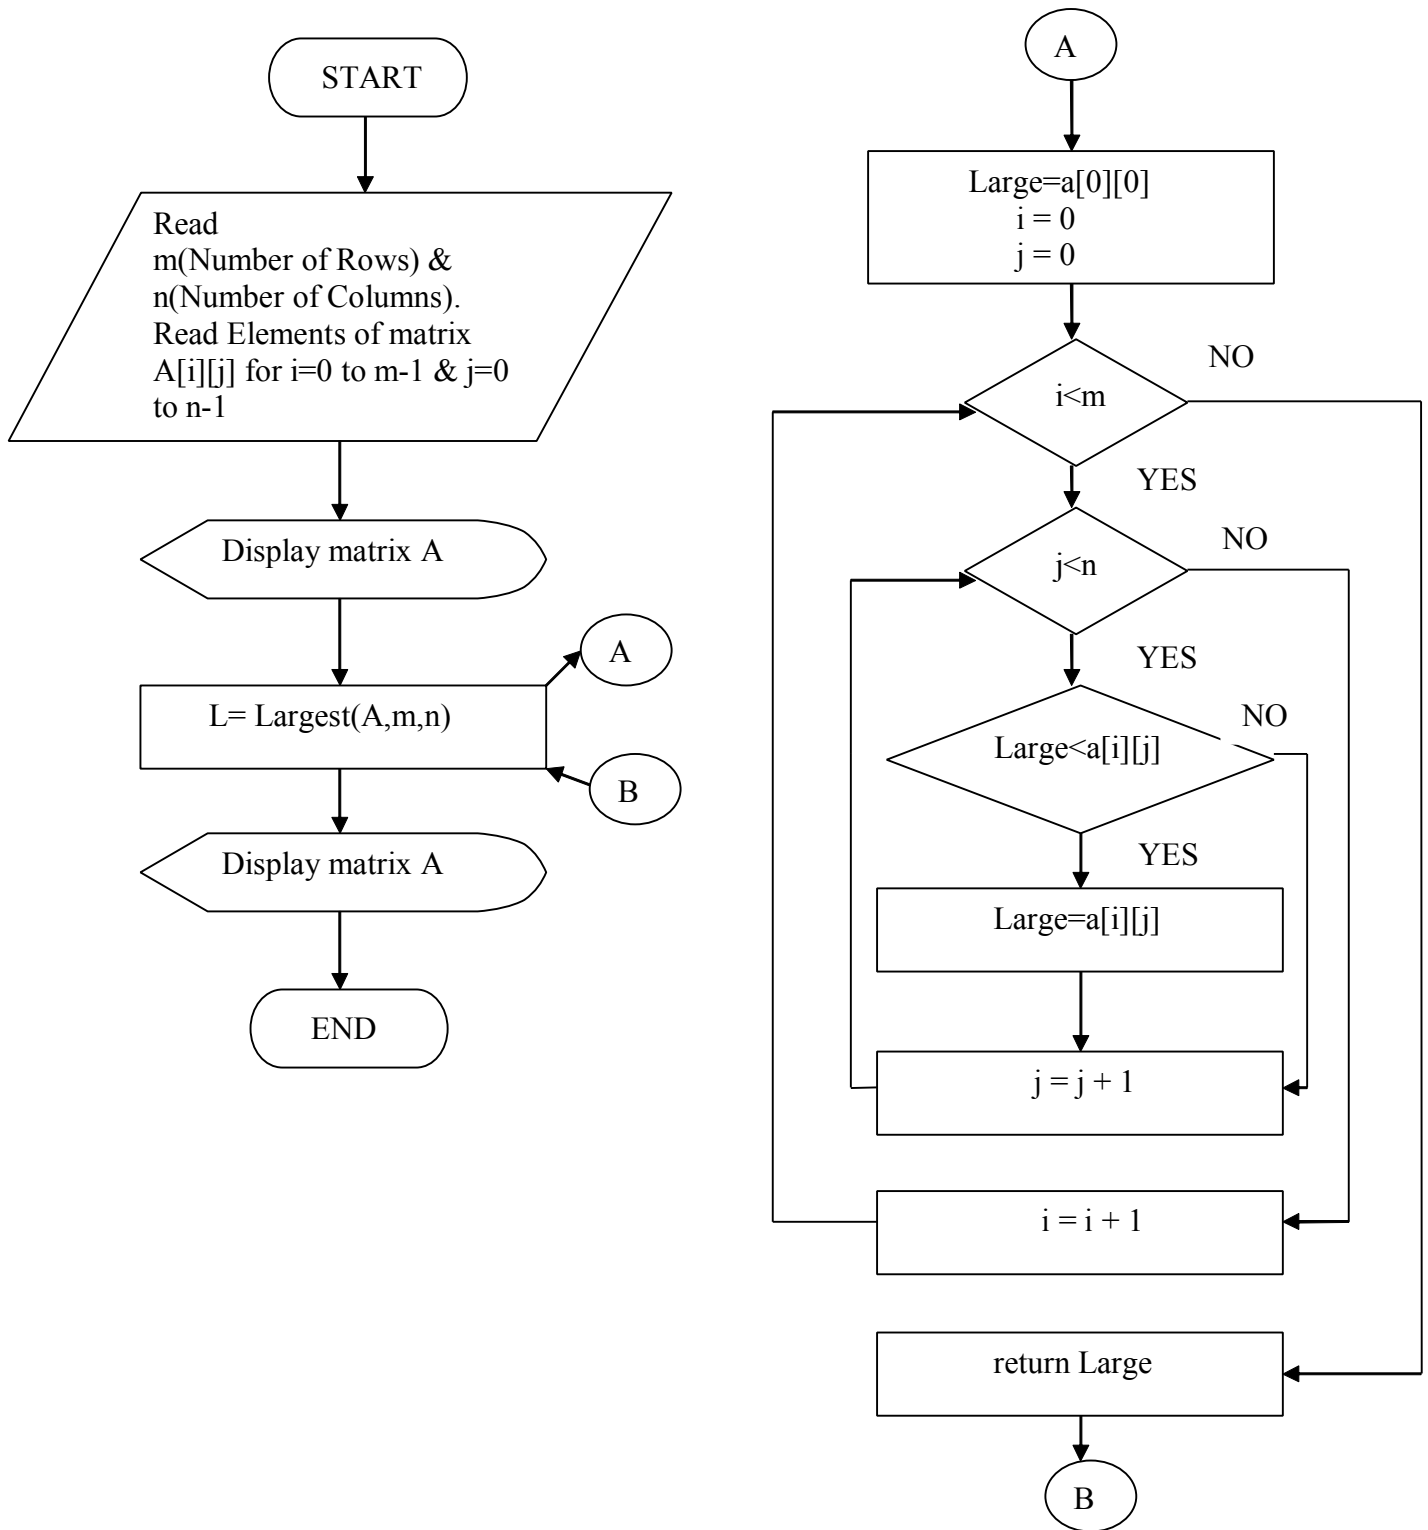 START
Read
m(Number of Rows) &
n(Number of Columns).
Read Elements of matrix
A[i][j] for i=0 to m-1 & j=0
to n-1
Display matrix A
A
L= Largest(A,m,n)
B
Display matrix A
END
A
Large=a[0][0]
i = 0
j = 0
NO
i<m
YES
NO
j<n
YES
NO
Large<a[i][j]
YES
Large=a[i][j]
j = j + 1
i = i + 1
return Large
B